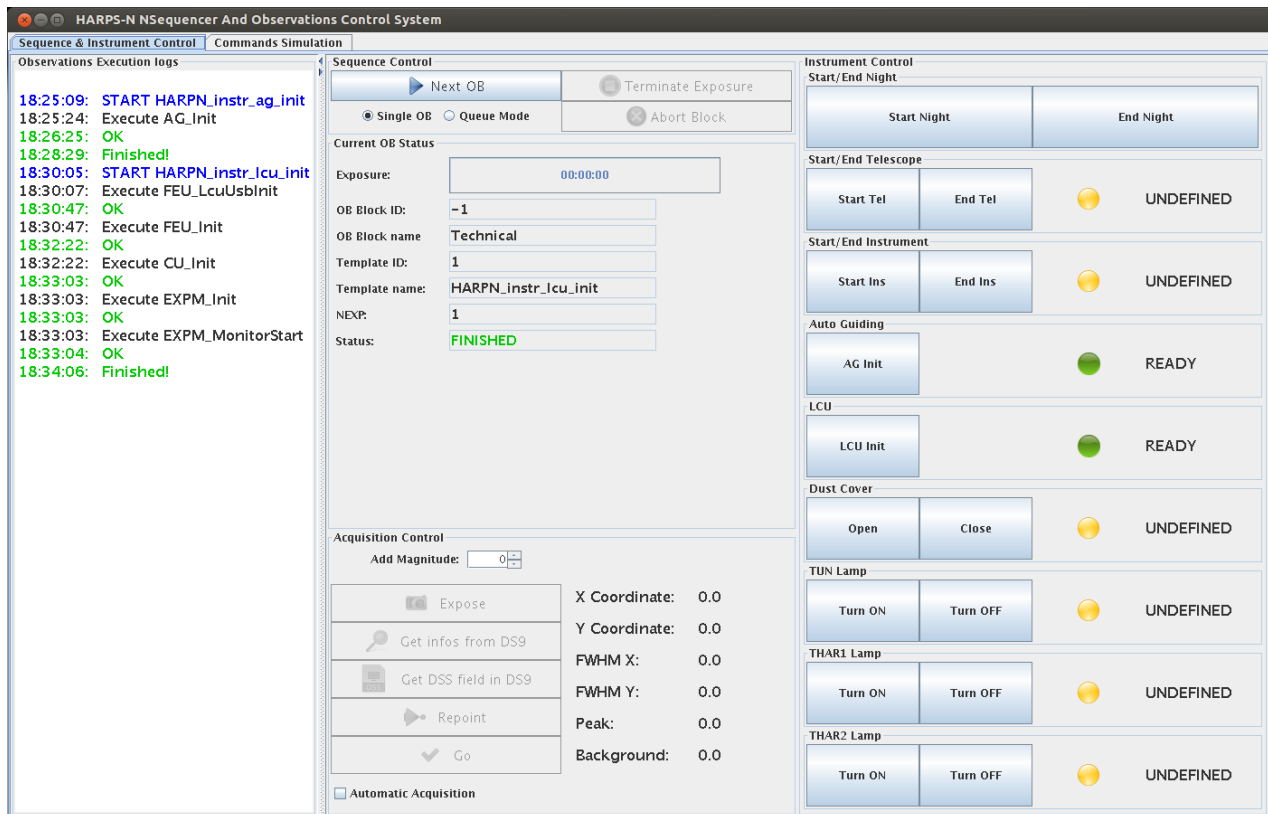 HARPS-N NSequencer And Observations Control System
Sequence & Instrument Control
Commands Simulation
Observations Execution logs
18:25:09: START HARPN_instr_ag_init
18:25:24: Execute AG_Init
18:26:25: OK
18:28:29: Finished!
18:30:05: START HARPN_instr_lcu_init
18:30:07: Execute FEU_LcuUsbInit
18:30:47: OK
18:30:47: Execute FEU_Init
18:32:22: OK
18:32:22: Execute CU_Init
18:33:03: OK
18:33:03: Execute EXPM_Init
18:33:03: OK
18:33:03: Execute EXPM_MonitorStart
18:33:04: OK
18:34:06: Finished!
Sequence Control
Next OB
Terminate Exposure
Single OB
Queue Mode
Abort Block
Current OB Status
Exposure: 00:00:00
OB Block ID: -1
OB Block name Technical
Template ID: 1
Template name: HARPN_instr_lcu_init
NEXP: 1
Status: FINISHED
Acquisition Control
Add Magnitude: 0
Expose
Get infos from DS9
Get DSS field in DS9
Repoint
Go
Automatic Acquisition
X Coordinate: 0.0
Y Coordinate: 0.0
FWHM X: 0.0
FWHM Y: 0.0
Peak: 0.0
Background: 0.0
Instrument Control
Start/End Night
Start Night
End Night
Start/End Telescope
Start Tel
End Tel
UNDEFINED
Start/End Instrument
Start Ins
End Ins
UNDEFINED
Auto Guiding
AG Init
READY
LCU
LCU Init
READY
Dust Cover
Open
Close
UNDEFINED
TUN Lamp
Turn ON
Turn OFF
UNDEFINED
THAR1 Lamp
Turn ON
Turn OFF
UNDEFINED
THAR2 Lamp
Turn ON
Turn OFF
UNDEFINED